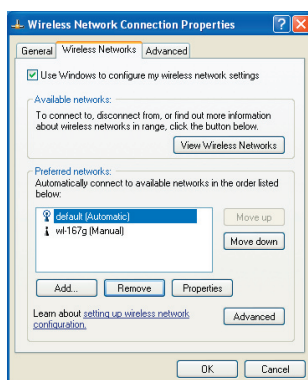 Wireless Network Connection Properties
General Wireless Networks Advanced
Use Windows to configure my wireless network settings
Available networks:
To connect to, disconnect from, or find out more information
about wireless networks in range, click the button below.
View Wireless Networks
Preferred networks:
Automatically connect to available networks in the order listed
below:
default (Automatic)
wl-167g (Manual)
Move up
Move down
Add... Remove Properties
Learn about setting up wireless network
configuration.
Advanced
OK Cancel